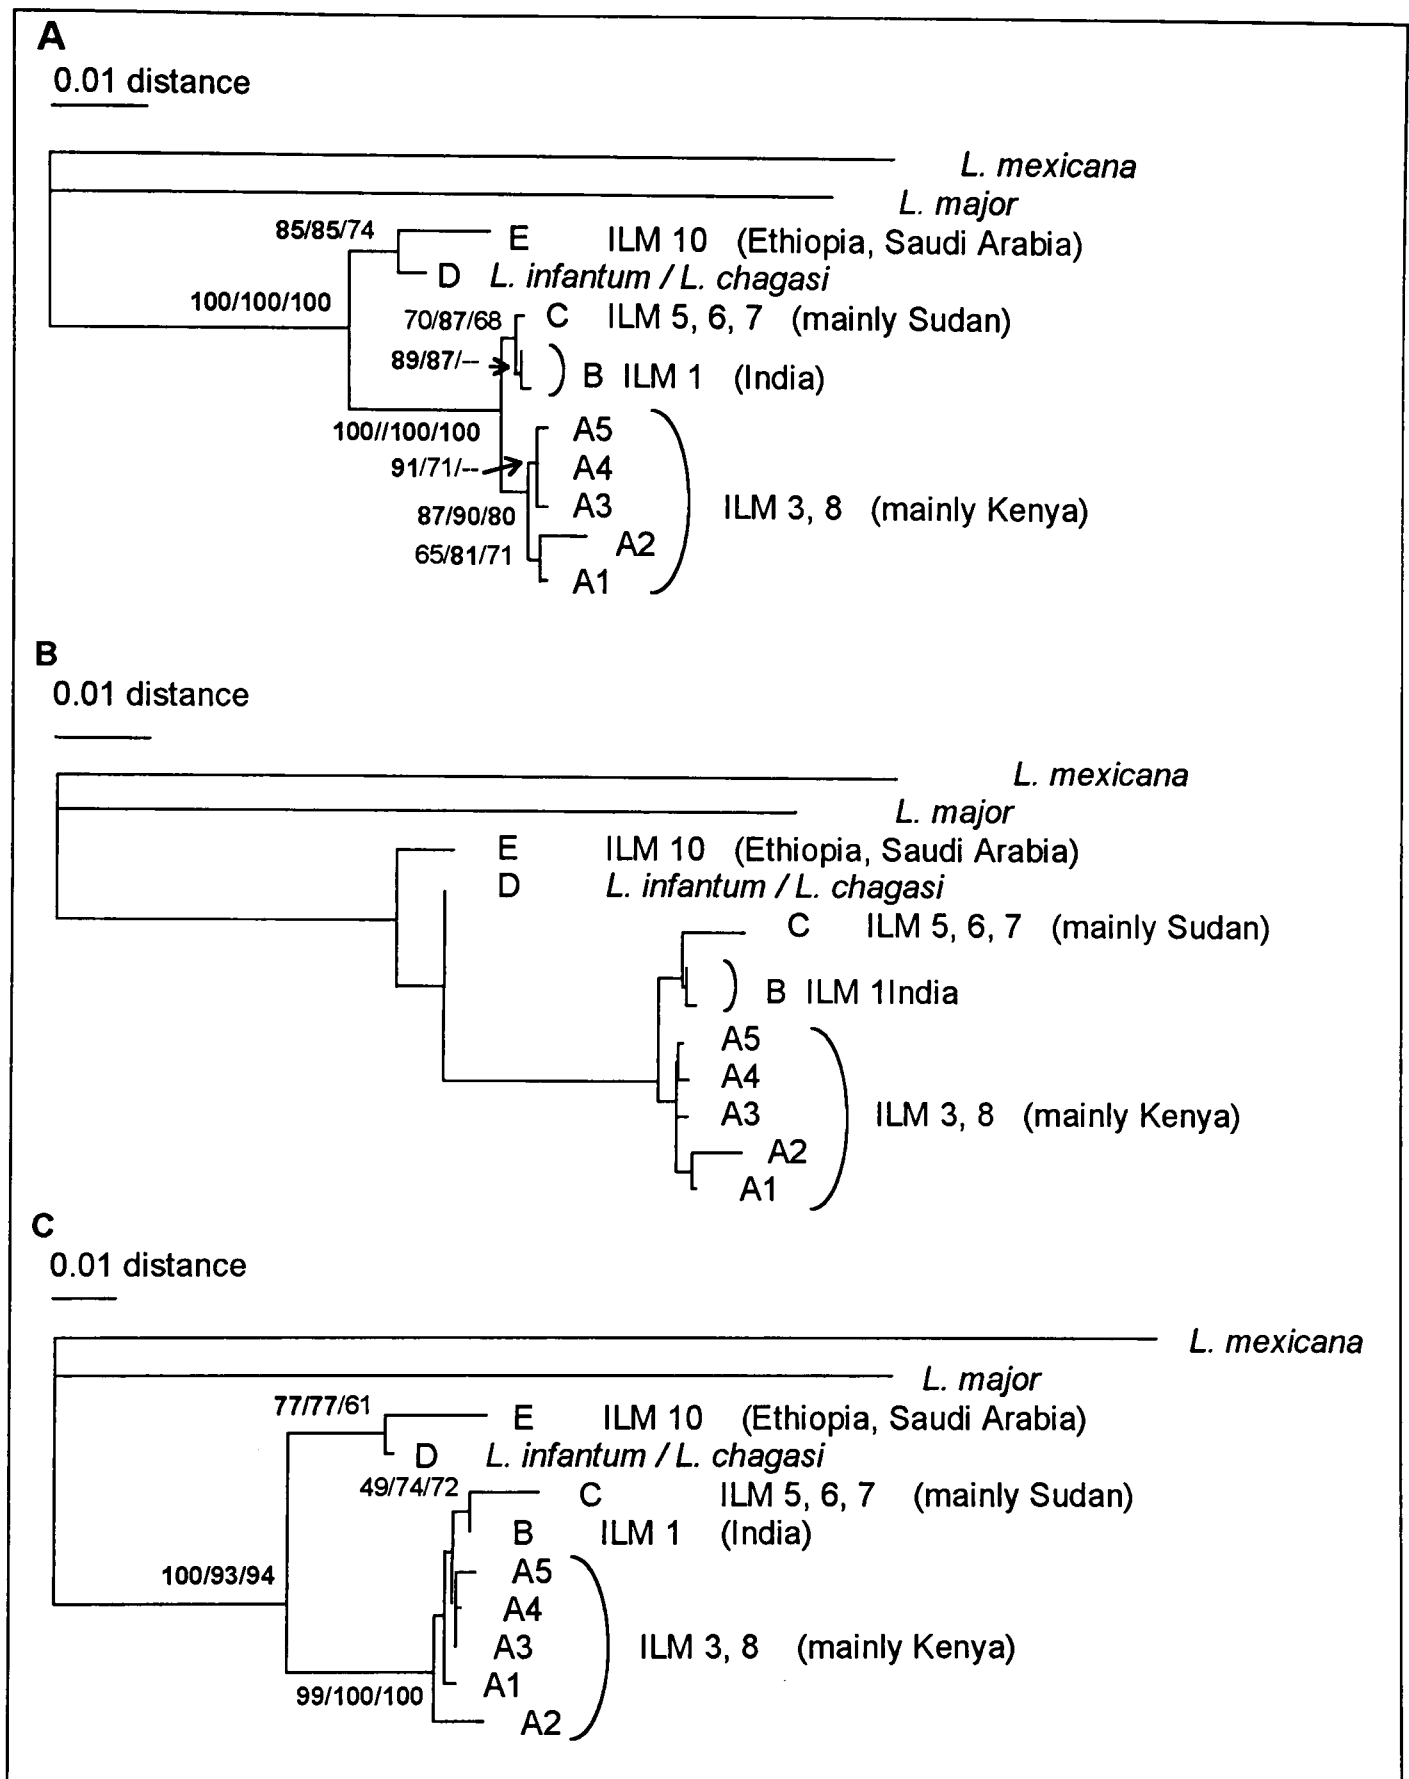 A
0.01 distance
L. mexicana
L. major
85/85/74
E ILM 10 (Ethiopia, Saudi Arabia)
D L. infantum / L. chagasi
100/100/100
70/87/68 C ILM 5, 6, 7 (mainly Sudan)
89/87/--
B ILM 1 (India)
100//100/100
A5
91/71/-- A4
A3
ILM 3, 8 (mainly Kenya)
87/90/80
A2
65/81/71
A1
B
0.01 distance
L. mexicana
L. major
E ILM 10 (Ethiopia, Saudi Arabia)
D L. infantum / L. chagasi
C ILM 5, 6, 7 (mainly Sudan)
B ILM 1India
A5
A4
A3 ILM 3, 8 (mainly Kenya)
A2
A1
C
0.01 distance
L. mexicana
L. major
77/77/61
E ILM 10 (Ethiopia, Saudi Arabia)
D L. infantum / L. chagasi
49/74/72
C ILM 5, 6, 7 (mainly Sudan)
B ILM 1 (India)
100/93/94
A5
A4
A3 ILM 3, 8 (mainly Kenya)
A1
99/100/100
A2